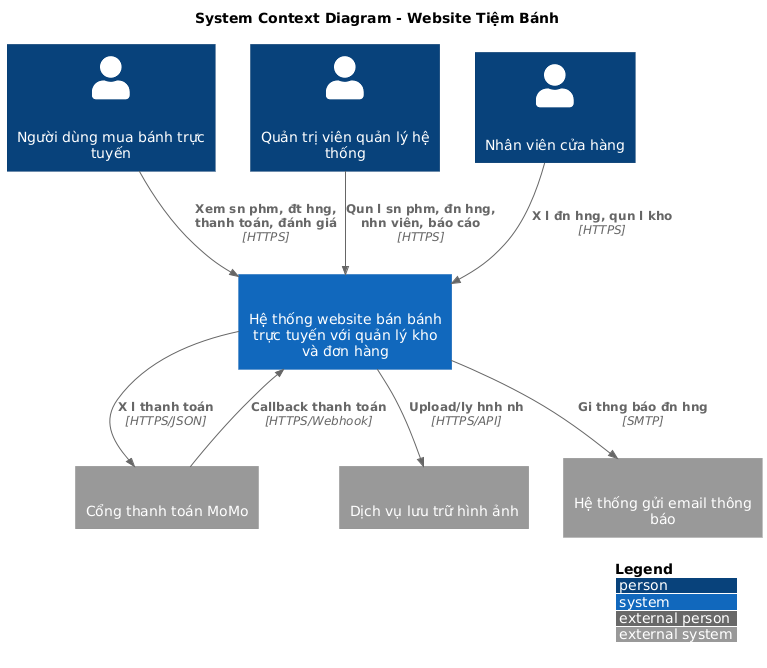 System Context Diagram - Website Tiệm Bánh
Người dùng mua bánh trực
tuyến
Quản trị viên quản lý hệ
thống
Nhân viên cửa hàng
Xem sn phm, đt hng,
thanh toán, đánh giá
[HTTPS]
Qun l sn phm, đn hng,
nhn viên, báo cáo
[HTTPS]
X l đn hng, qun l kho
[HTTPS]
Hệ thống website bán bánh
trực tuyến với quản lý kho
và đơn hàng
X l thanh toán
[HTTPS/JSON]
Callback thanh toán
[HTTPS/Webhook]
Upload/ly hnh nh
[HTTPS/API]
Gi thng báo đn hng
[SMTP]
Cổng thanh toán MoMo
Dịch vụ lưu trữ hình ảnh
Hệ thống gửi email thông
báo
Legend
person
system
external person
external system